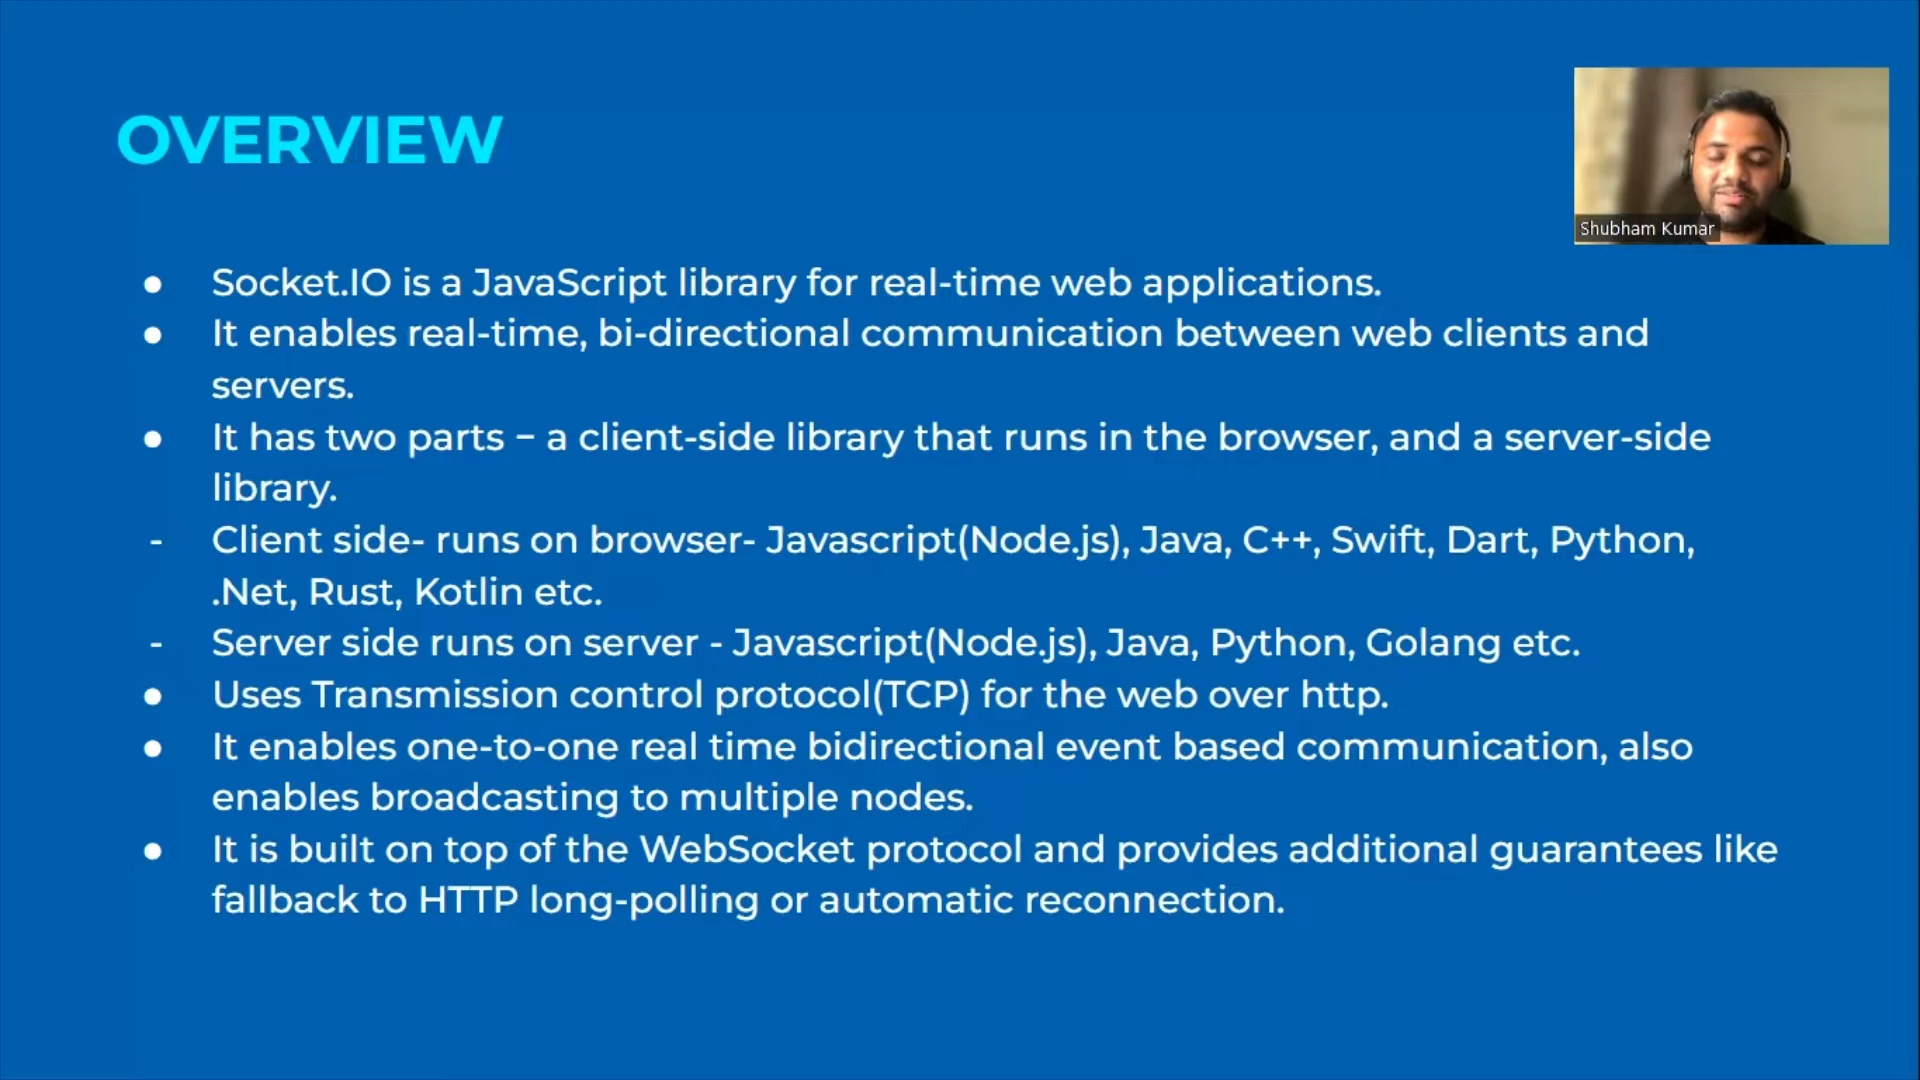 OVERVIEW
Shubham Kumar
● Socket.IO is a JavaScript library for real-time web applications.
● It enables real-time, bi-directional communication between web clients and
servers.
● It has two parts − a client-side library that runs in the browser, and a server-side
library.
- Client side- runs on browser- Javascript(Node.js), Java, C++, Swift, Dart, Python,
.Net, Rust, Kotlin etc.
- Server side runs on server - Javascript(Node.js), Java, Python, Golang etc.
● Uses Transmission control protocol(TCP) for the web over http.
● It enables one-to-one real time bidirectional event based communication, also
enables broadcasting to multiple nodes.
● It is built on top of the WebSocket protocol and provides additional guarantees like
fallback to HTTP long-polling or automatic reconnection.